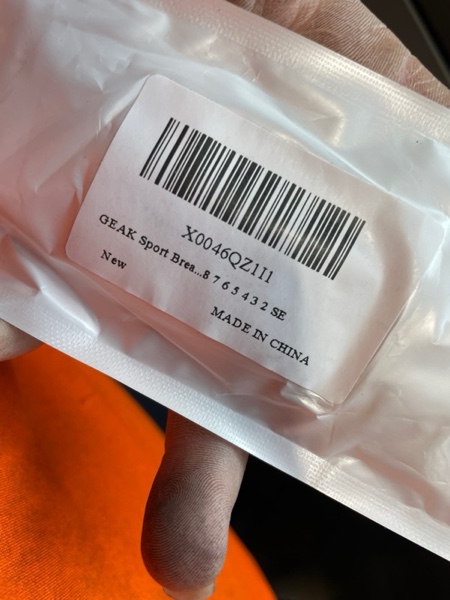 X0046QZ1I1
GEAK Sport Brea...8 7 6 5 4 3 2 SE
New
MADE IN CHINA